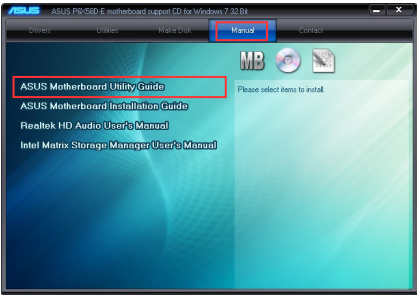 ASUS ASUS P6X58D-E motherboard support CD for Windows 7 32 Bit
Drivers Utilities Make Disk Manual Contact
MB
ASUS Motherboard Utility Guide
Please select items to install.
ASUS Motherboard Installation Guide
Realtek HD Audio User's Manual
Intel Matrix Storage Manager User's Manual